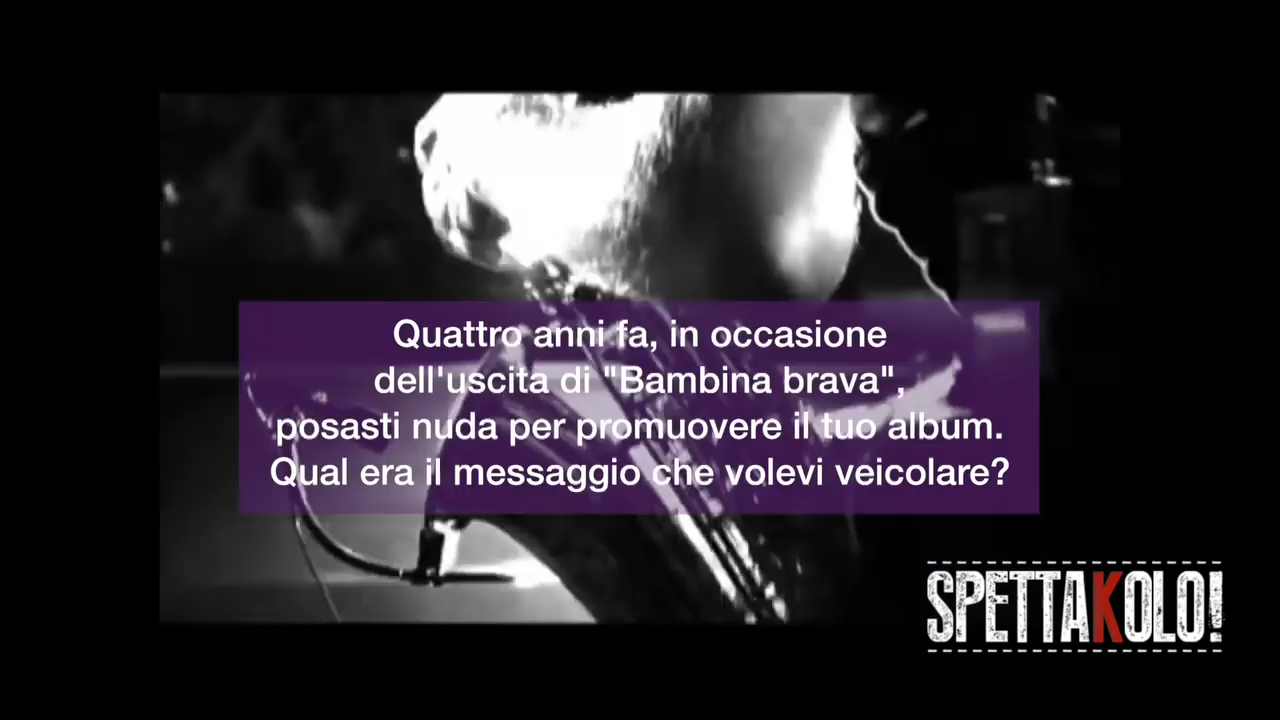 Quattro anni fa, in occasione
dell'uscita di "Bambina brava",
posasti nuda per promuovere il tuo album.
Qual era il messaggio che volevi veicolare?
SPETTAKOLO!